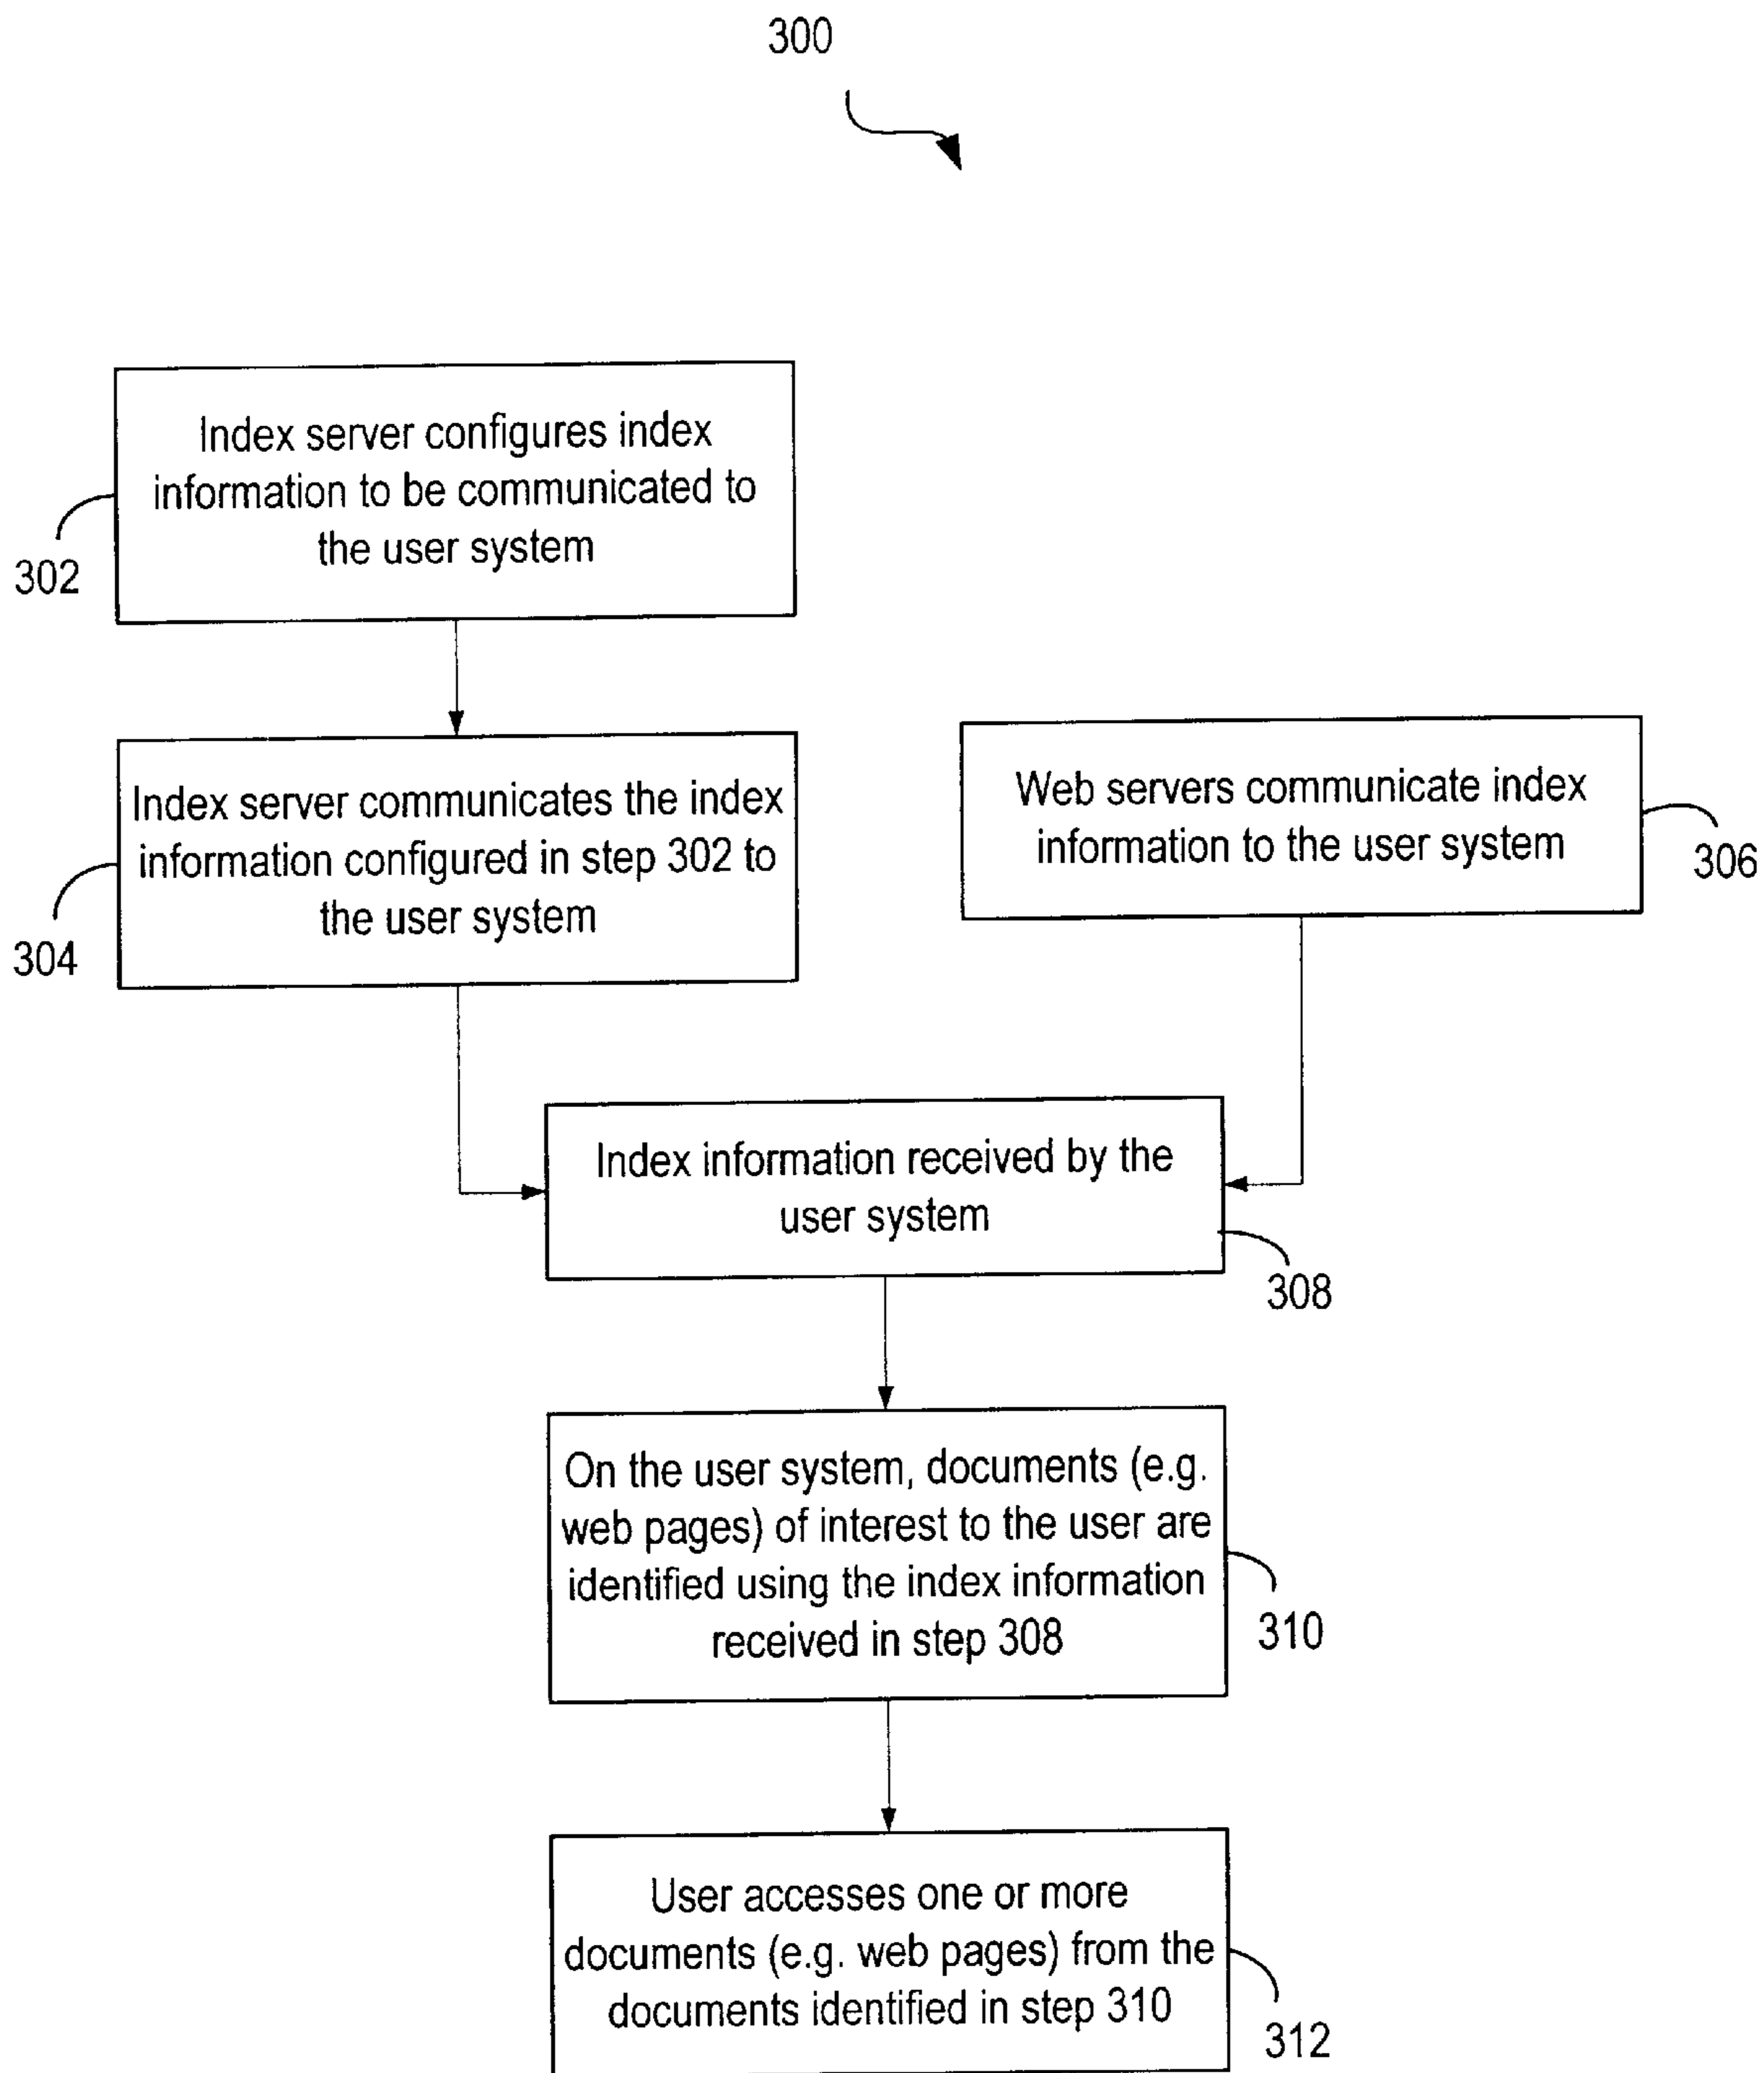 300
Index server configures index
information to be communicated to
the user system
302
Index server communicates the index
information configured in step 302 to
the user system
304
Web servers communicate index
information to the user system
306
Index information received by the
user system
308
On the user system, documents (e.g.
web pages) of interest to the user are
identified using the index information
received in step 308
310
User accesses one or more
documents (e.g. web pages) from the
documents identified in step 310
312